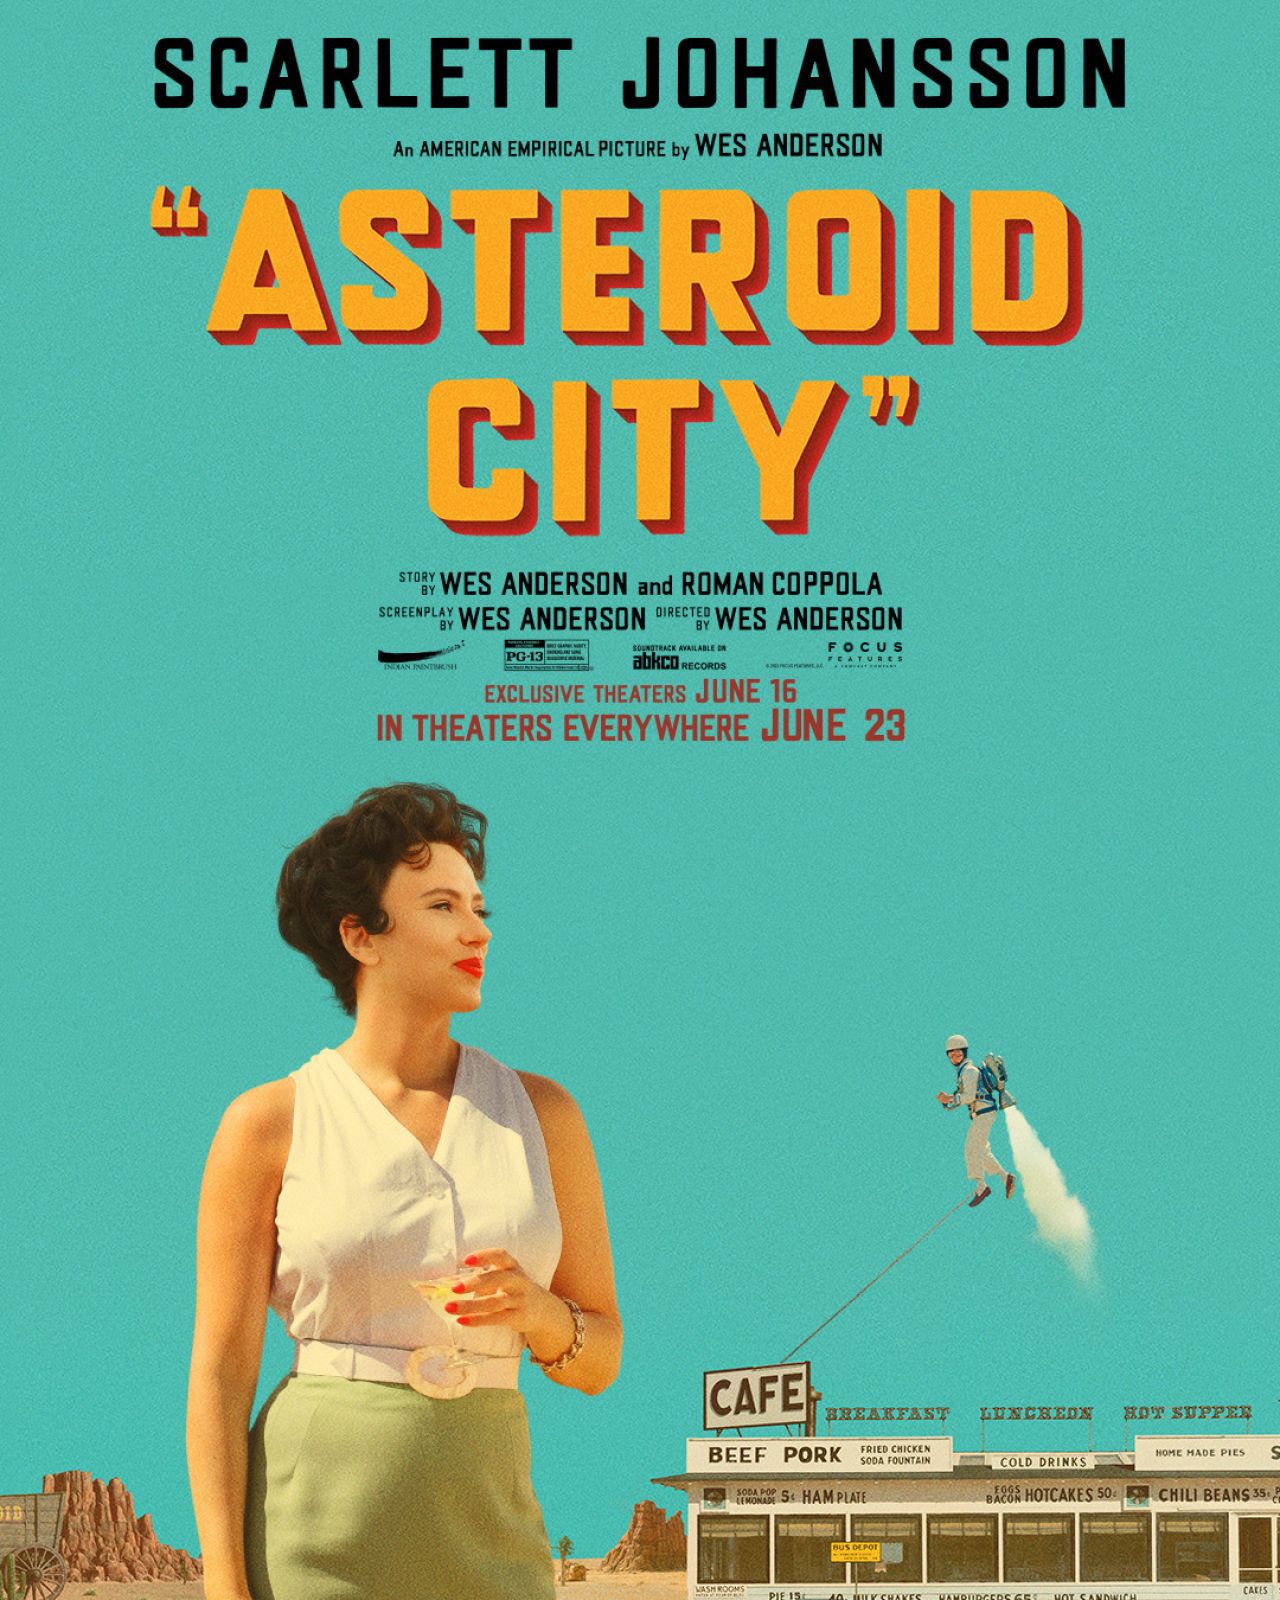 SCARLETT JOHANSSON
An AMERICAN EMPIRICAL PICTURE by WES ANDERSON
“ASTEROID
CITY”
STORY BY WES ANDERSON and ROMAN COPPOLA
SCREENPLAY BY WES ANDERSON DIRECTED BY WES ANDERSON
INDIAN PAINTBRUSH
PG-13
SOUNDTRACK AVAILABLE ON
abkco RECORDS
FOCUS
FEATURES
A COMCAST COMPANY
EXCLUSIVE THEATERS JUNE 16
IN THEATERS EVERYWHERE JUNE 23
CAFE
BREAKFAST LUNCHEON HOT SUPPER
BEEF PORK FRIED CHICKEN
SODA FOUNTAIN
COLD DRINKS
HOME MADE PIES S
SODA POP
LEMONADE 5¢ HAM PLATE
EGGS
BACON HOTCAKES 50¢
CHILI BEANS 35¢
OID
BUS DEPOT
WASH ROOMS
PIE 15¢ 40¢ MILK SHAKES HAMBURGERS 65¢ HOT SANDWICH
CAKES